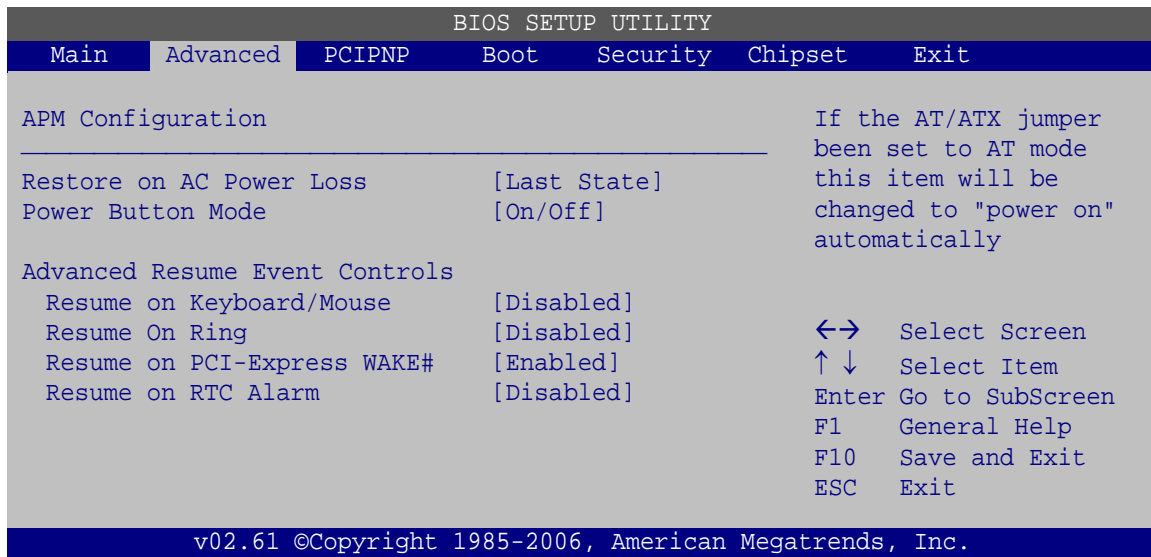 BIOS SETUP UTILITY
Main Advanced PCIPNP Boot Security Chipset Exit
APM Configuration
Restore on AC Power Loss [Last State]
Power Button Mode [On/Off]
Advanced Resume Event Controls
Resume on Keyboard/Mouse [Disabled]
Resume On Ring [Disabled]
Resume on PCI-Express WAKE# [Enabled]
Resume on RTC Alarm [Disabled]
If the AT/ATX jumper
been set to AT mode
this item will be
changed to "power on"
automatically
←→ Select Screen
↑ ↓ Select Item
Enter Go to SubScreen
F1 General Help
F10 Save and Exit
ESC Exit
v02.61 ©Copyright 1985-2006, American Megatrends, Inc.